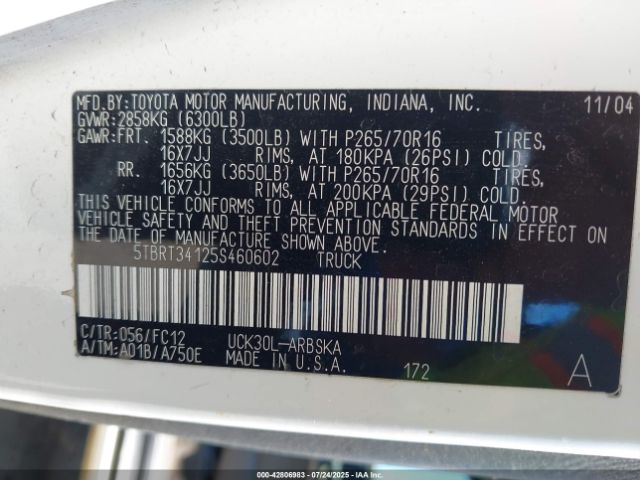 MFD.BY:TOYOTA MOTOR MANUFACTURING, INDIANA, INC. 11/04
GVWR:2858KG (6300LB)
GAWR:FRT. 1588KG (3500LB) WITH P265/70R16 TIRES,
16X7JJ RIMS, AT 180KPA (26PSI) COLD.
RR. 1656KG (3650LB) WITH P265/70R16 TIRES,
16X7JJ RIMS, AT 200KPA (29PSI) COLD.
THIS VEHICLE CONFORMS TO ALL APPLICABLE FEDERAL MOTOR
VEHICLE SAFETY AND THEFT PREVENTION STANDARDS IN EFFECT ON
THE DATE OF MANUFACTURE SHOWN ABOVE.
5TBRT34125S460602 TRUCK
C/TR:056/FC12 UCK30L-ARBSKA
A/TM:A01B/A750E MADE IN U.S.A. 172 A
000-42806983 - 07/24/2025 - IAAI.COM